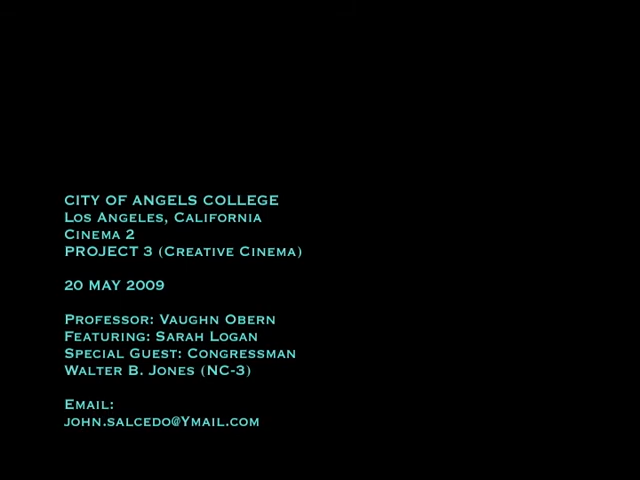 CITY OF ANGELS COLLEGE
Los Angeles, California
Cinema 2
PROJECT 3 (Creative Cinema)
20 MAY 2009
Professor: Vaughn Obern
Featuring: Sarah Logan
Special Guest: Congressman
Walter B. Jones (NC-3)
Email:
john.salcedo@Ymail.com